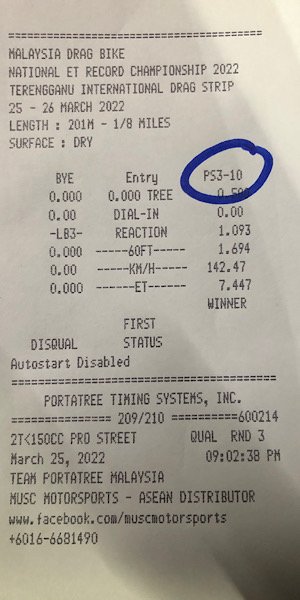 ==========================================
MALAYSIA DRAG BIKE
NATIONAL ET RECORD CHAMPIONSHIP 2022
TERENGGANU INTERNATIONAL DRAG STRIP
25 - 26 MARCH 2022
LENGTH : 201M - 1/8 MILES
SURFACE : DRY
BYE Entry PS3-10
0.000 0.000 TREE 0.500
0.00 DIAL-IN 0.00
-LB3- REACTION 1.093
0.000 ------60FT------ 1.694
0.00 ------KM/H------ 142.47
0.000 -------ET------- 7.447
WINNER
FIRST
DISQUAL STATUS
Autostart Disabled
==========================================
PORTATREE TIMING SYSTEMS, INC.
================ 209/210 ==========600214
2T<150CC PRO STREET QUAL RND 3
March 25, 2022 09:02:38 PM
TEAM PORTATREE MALAYSIA
MUSC MOTORSPORTS - ASEAN DISTRIBUTOR
www.facebook.com/muscmotorsports
+6016-6681490